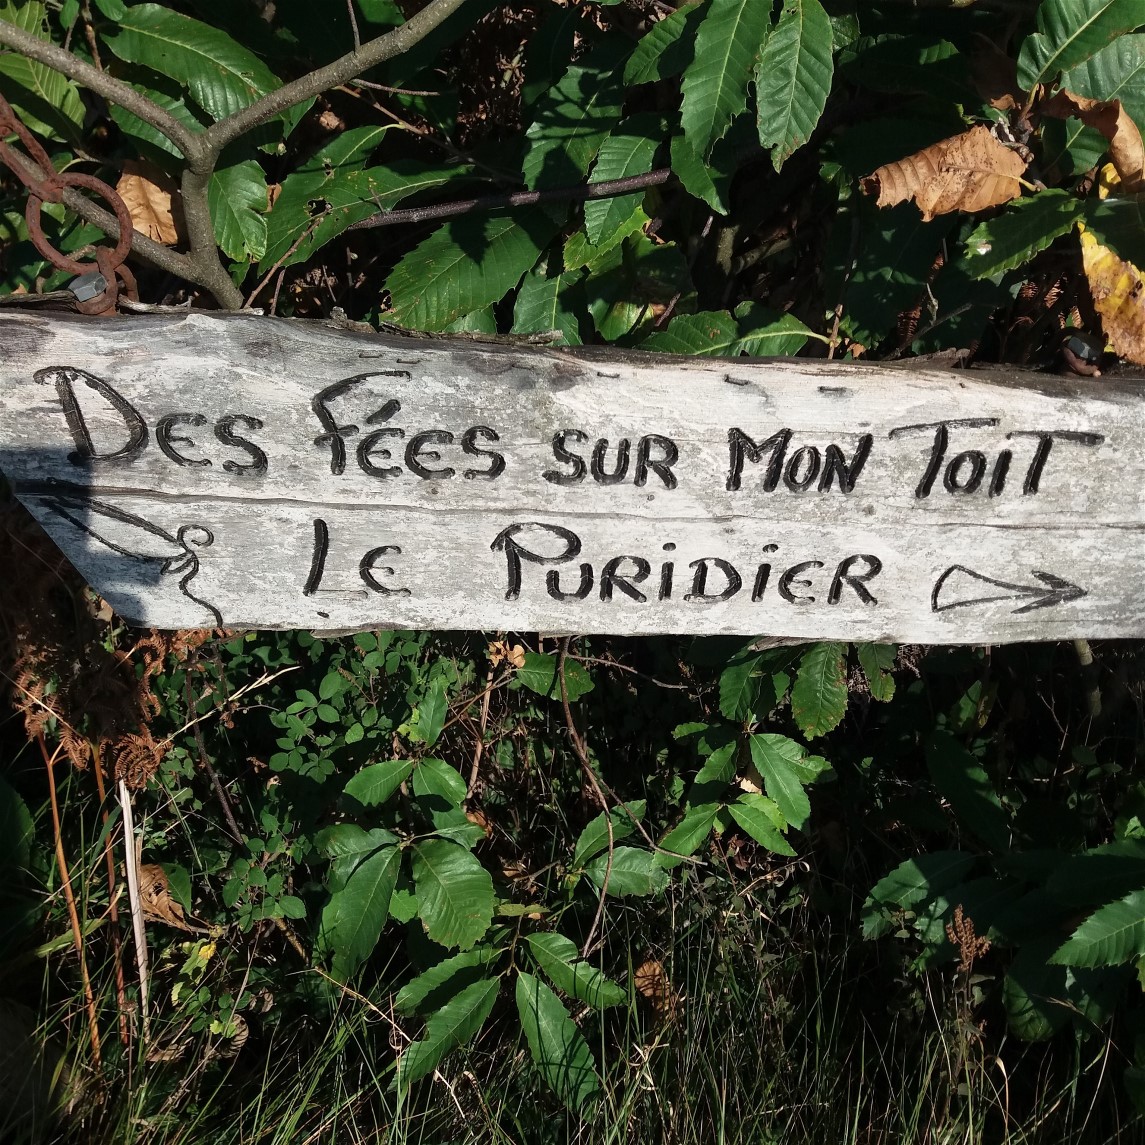 Des Fées sur Mon Toit
Le Puridier